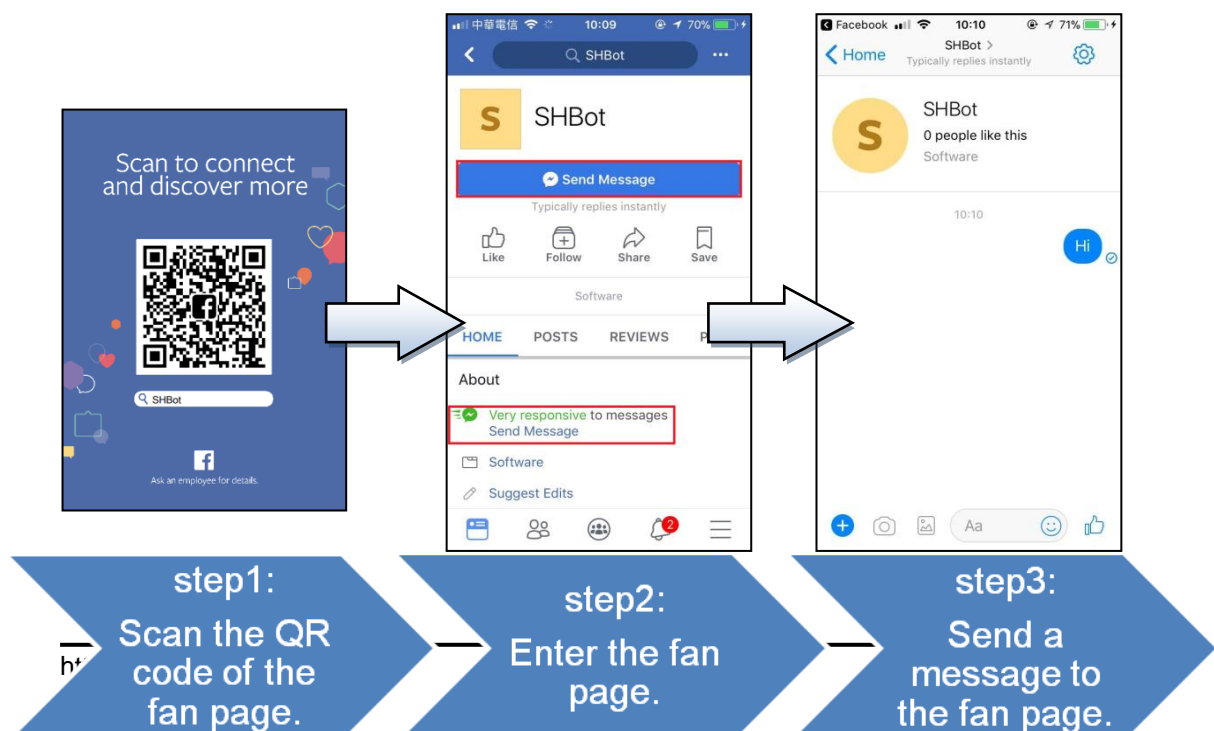 Scan to connect
and discover more
SHBot
f
Ask an employee for details.
中華電信 10:09 70%
SHBot
S SHBot
Send Message
Typically replies instantly
Like Follow Share Save
Software
HOME POSTS REVIEWS P
About
Very responsive to messages
Send Message
Software
Suggest Edits
2
Facebook 10:10 71%
Home SHBot >
Typically replies instantly
S SHBot
0 people like this
Software
10:10
Hi
Aa
step1:
Scan the QR
code of the
fan page.
step2:
Enter the fan
page.
step3:
Send a
message to
the fan page.